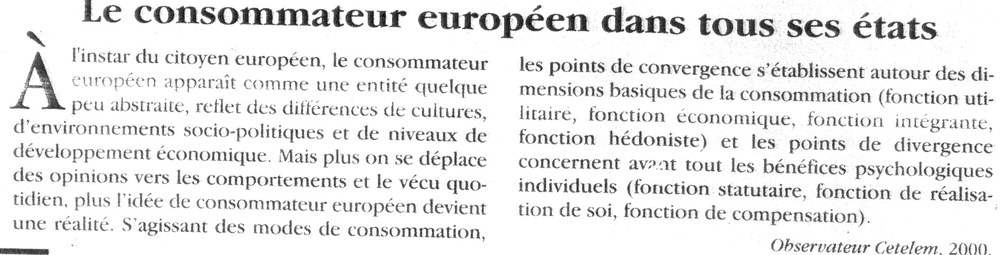 Le consommateur européen dans tous ses états
À l'instar du citoyen européen, le consommateur
européen apparaît comme une entité quelque
peu abstraite, reflet des différences de cultures,
d'environnements socio-politiques et de niveaux de
développement économique. Mais plus on se déplace
des opinions vers les comportements et le vécu quo-
tidien, plus l'idée de consommateur européen devient
une réalité. S'agissant des modes de consommation,
les points de convergence s'établissent autour des di-
mensions basiques de la consommation (fonction uti-
litaire, fonction économique, fonction intégrante,
fonction hédoniste) et les points de divergence
concernent avant tout les bénéfices psychologiques
individuels (fonction statutaire, fonction de réalisa-
tion de soi, fonction de compensation).
Observateur Cetelem, 2000.